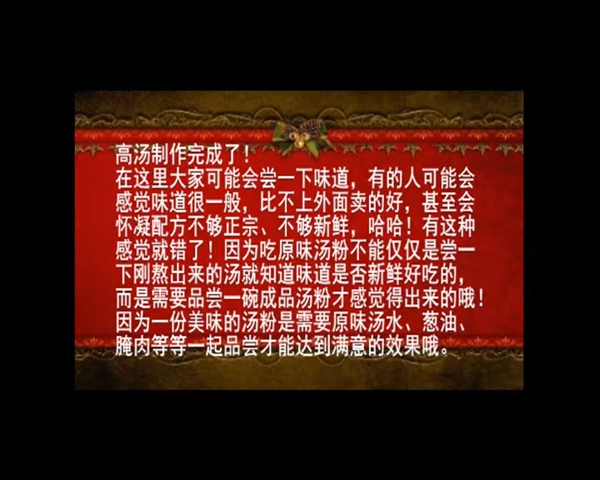 高汤制作完成了！
在这里大家可能会尝一下味道，有的人可能会
感觉味道很一般，比不上外面卖的好，甚至会
怀凝配方不够正宗、不够新鲜，哈哈！有这种
感觉就错了！因为吃原味汤粉不能仅仅是尝一
下刚熬出来的汤就知道味道是否新鲜好吃的，
而是需要品尝一碗成品汤粉才感觉得出来的哦！
因为一份美味的汤粉是需要原味汤水、葱油、
腌肉等等一起品尝才能达到满意的效果哦。